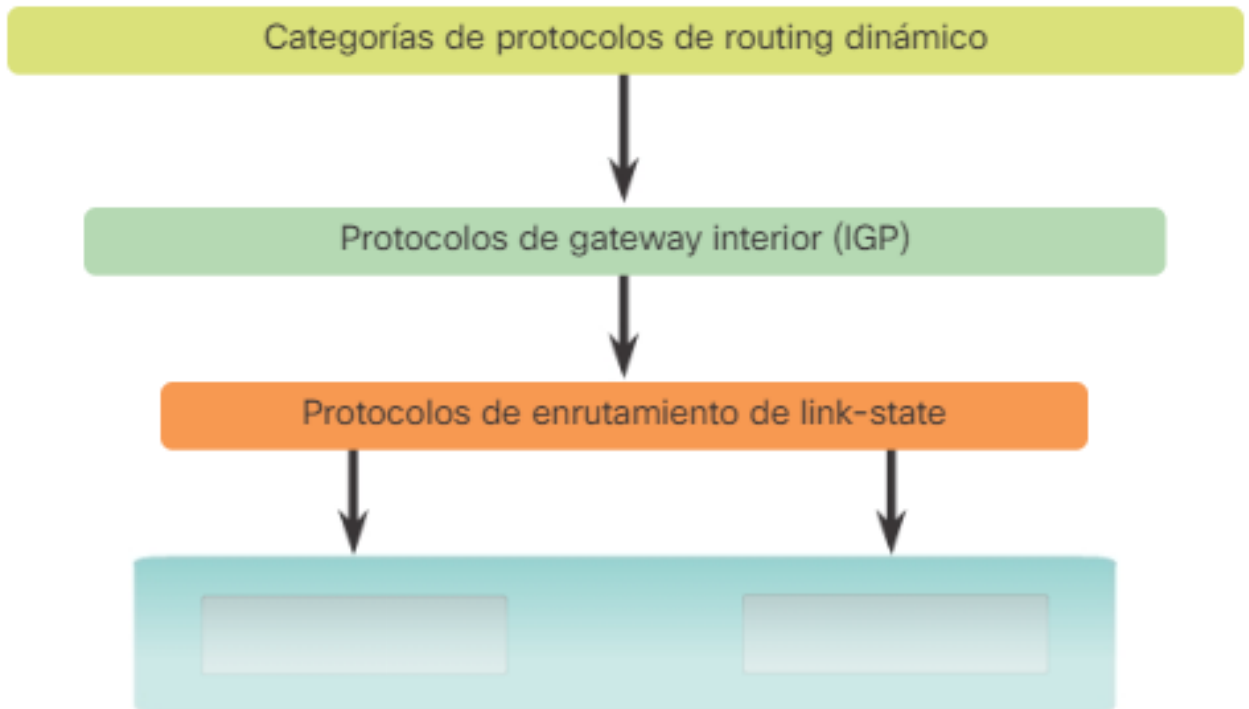 Categorías de protocolos de routing dinámico
Protocolos de gateway interior (IGP)
Protocolos de enrutamiento de link-state